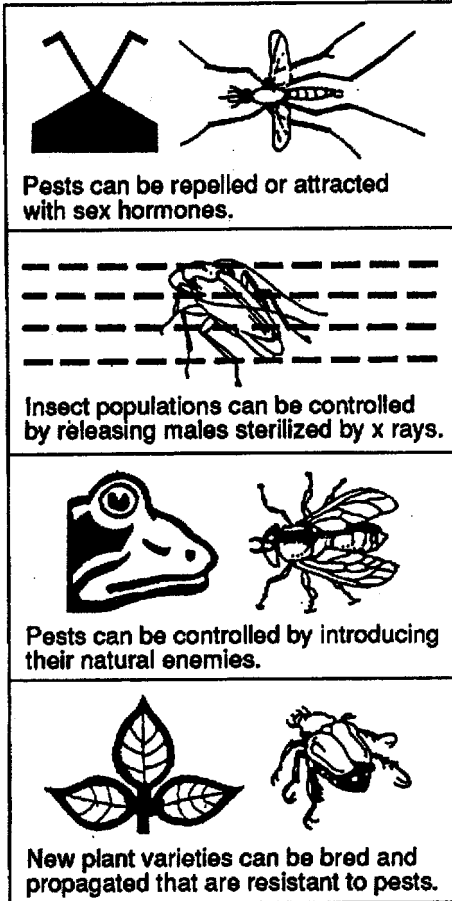 Pests can be repelled or attracted
with sex hormones.
Insect populations can be controlled
by releasing males sterilized by x rays.
Pests can be controlled by introducing
their natural enemies.
New plant varieties can be bred and
propagated that are resistant to pests.